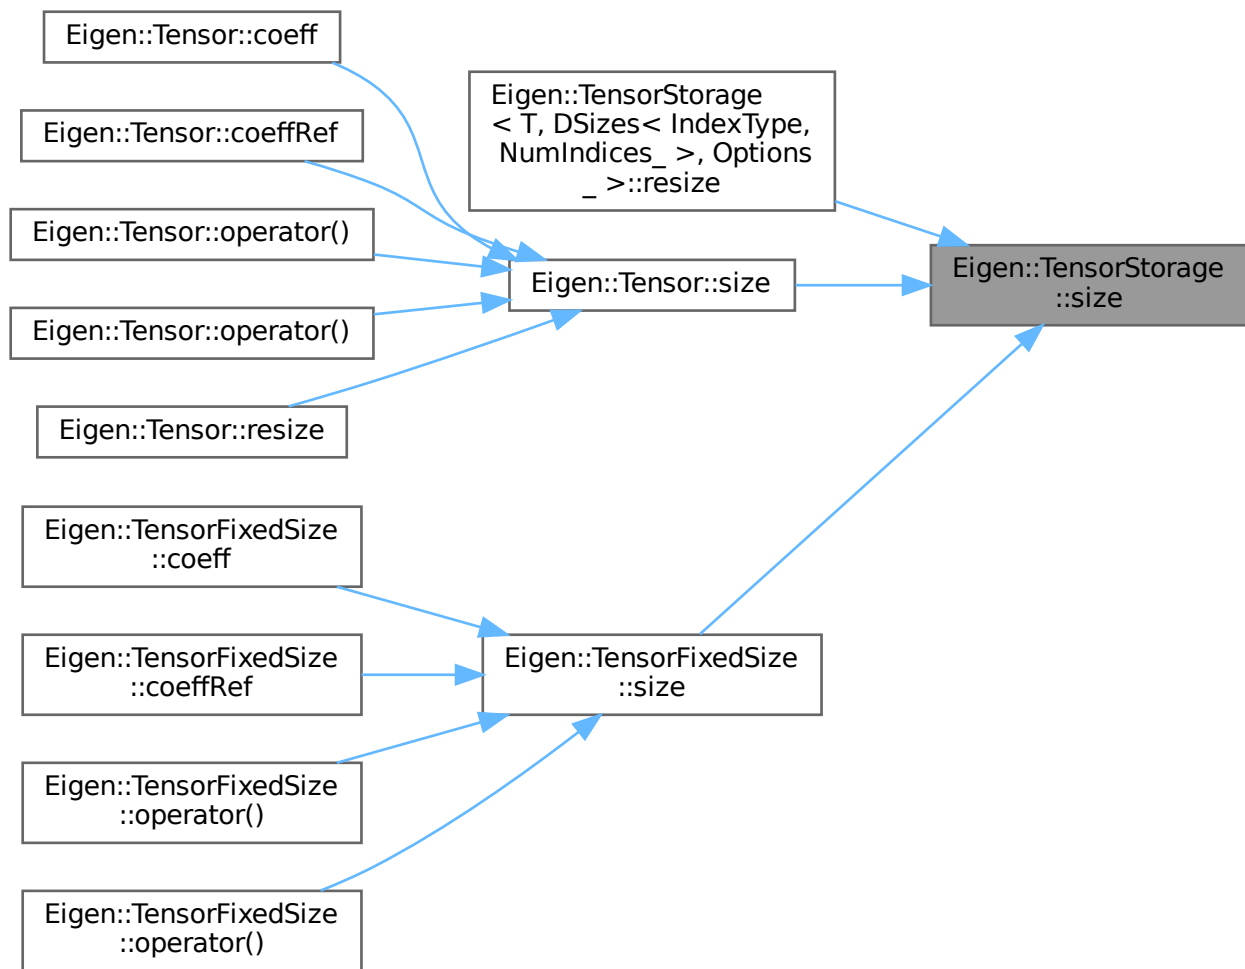 Eigen::Tensor::coeff
Eigen::Tensor::coeffRef
Eigen::Tensor::operator()
Eigen::Tensor::operator()
Eigen::Tensor::resize
Eigen::TensorFixedSize
::coeff
Eigen::TensorFixedSize
::coeffRef
Eigen::TensorFixedSize
::operator()
Eigen::TensorFixedSize
::operator()
Eigen::TensorStorage
< T, DSizes< IndexType,
NumIndices_ >, Options
_ >::resize
Eigen::Tensor::size
Eigen::TensorFixedSize
::size
Eigen::TensorStorage
::size